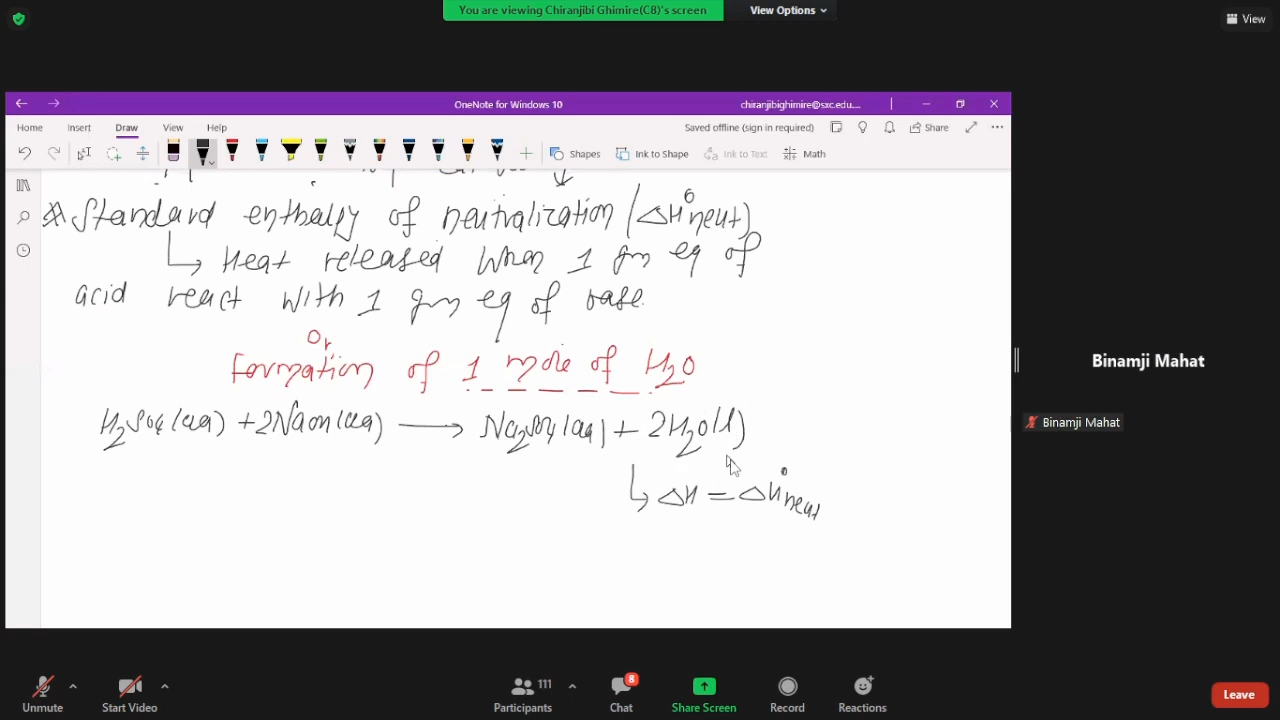 You are viewing Chiranjibi Ghimire(C8)'s screen
View Options
View
OneNote for Windows 10
chiranjibighimire@sxc.edu....
Home Insert Draw View Help
Saved offline (sign in required)
Share
Shapes
Ink to Shape
Ink to Text
Math
Standard enthalpy of neutralization (ΔH°neut)
↳ Heat released when 1 gm eq of
acid react with 1 gm eq of base.
Or
Formation of 1 mole of H2O
H2SO4(aq) + 2NaOH(aq) ⟶ Na2SO4(aq) + 2H2O(l)
↳ ΔH = ΔH°neut
Binamji Mahat
Binamji Mahat
Unmute
Start Video
111
Participants
8
Chat
Share Screen
Record
Reactions
Leave